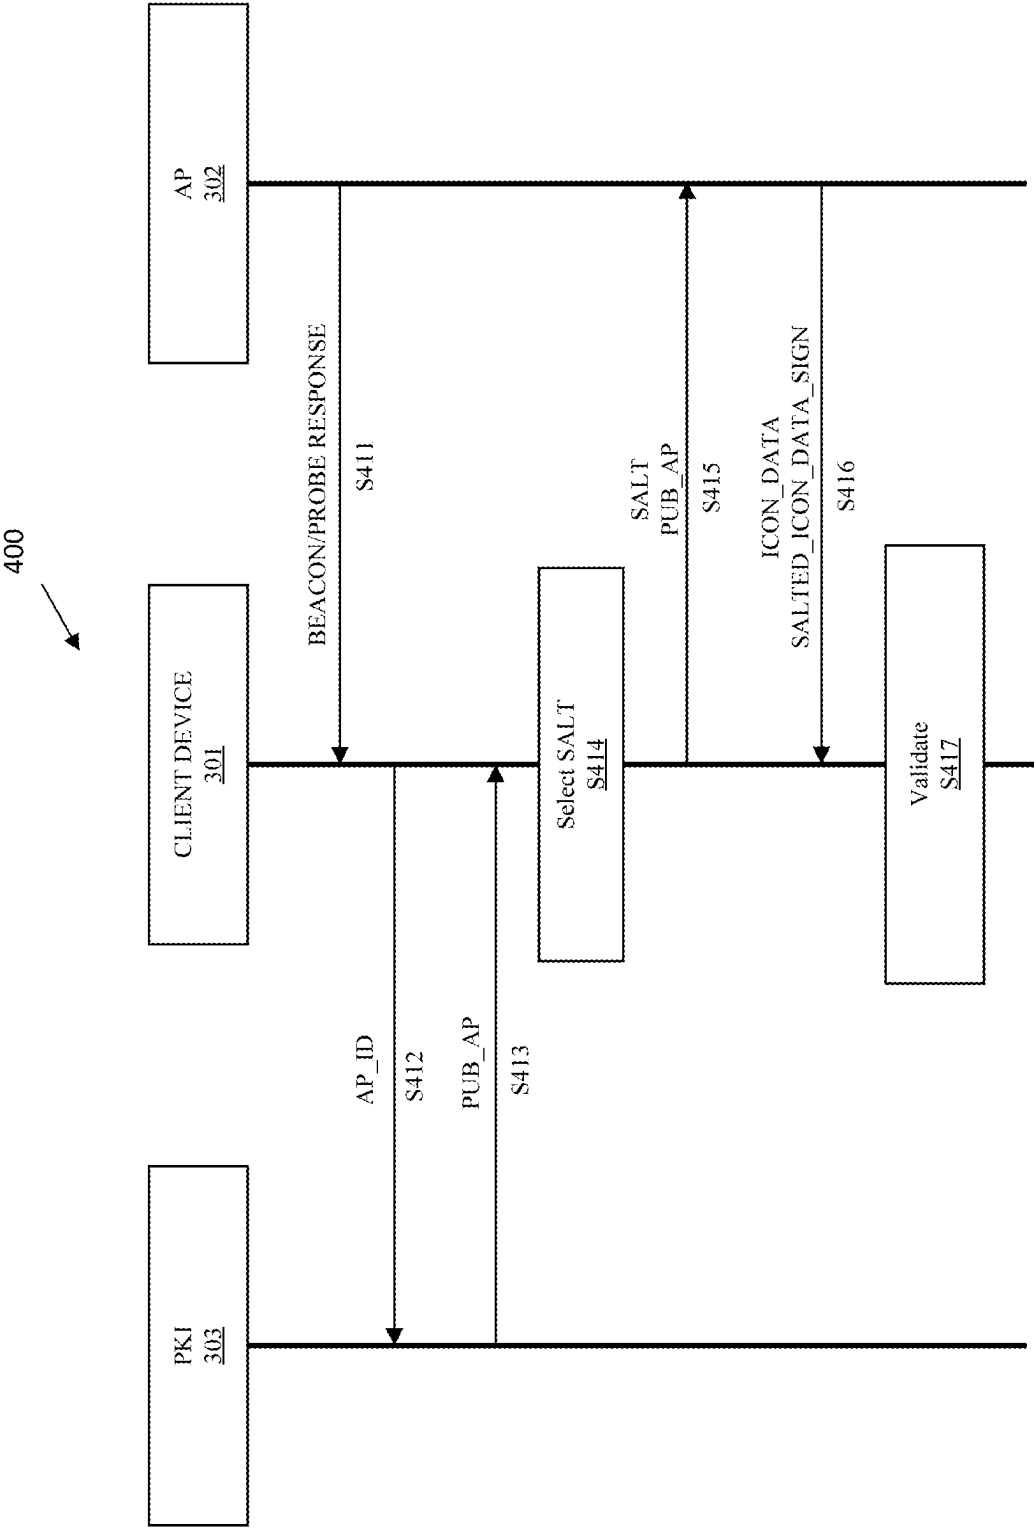 400
PKI
303
CLIENT DEVICE
301
AP
302
BEACON/PROBE RESPONSE
S411
AP_ID
S412
PUB_AP
S413
Select SALT
S414
SALT
PUB_AP
S415
ICON_DATA
SALTED_ICON_DATA_SIGN
S416
Validate
S417